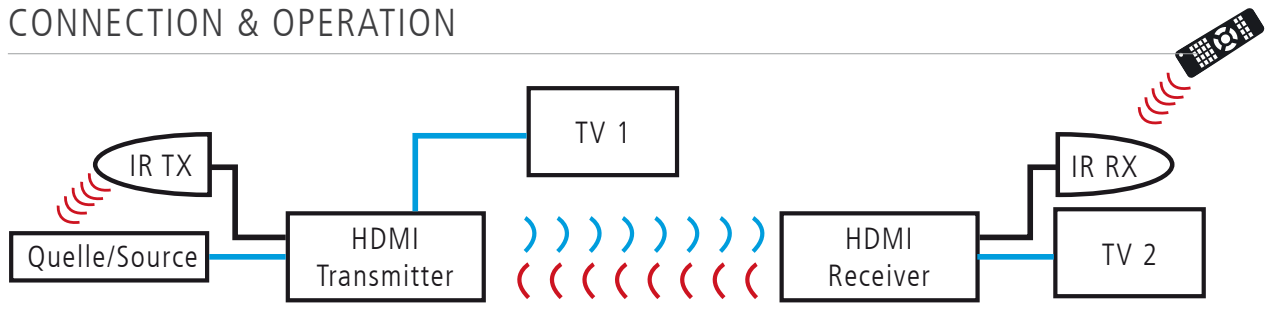 CONNECTION & OPERATION
TV 1
IR TX
IR RX
Quelle/Source
HDMI
Transmitter
HDMI
Receiver
TV 2